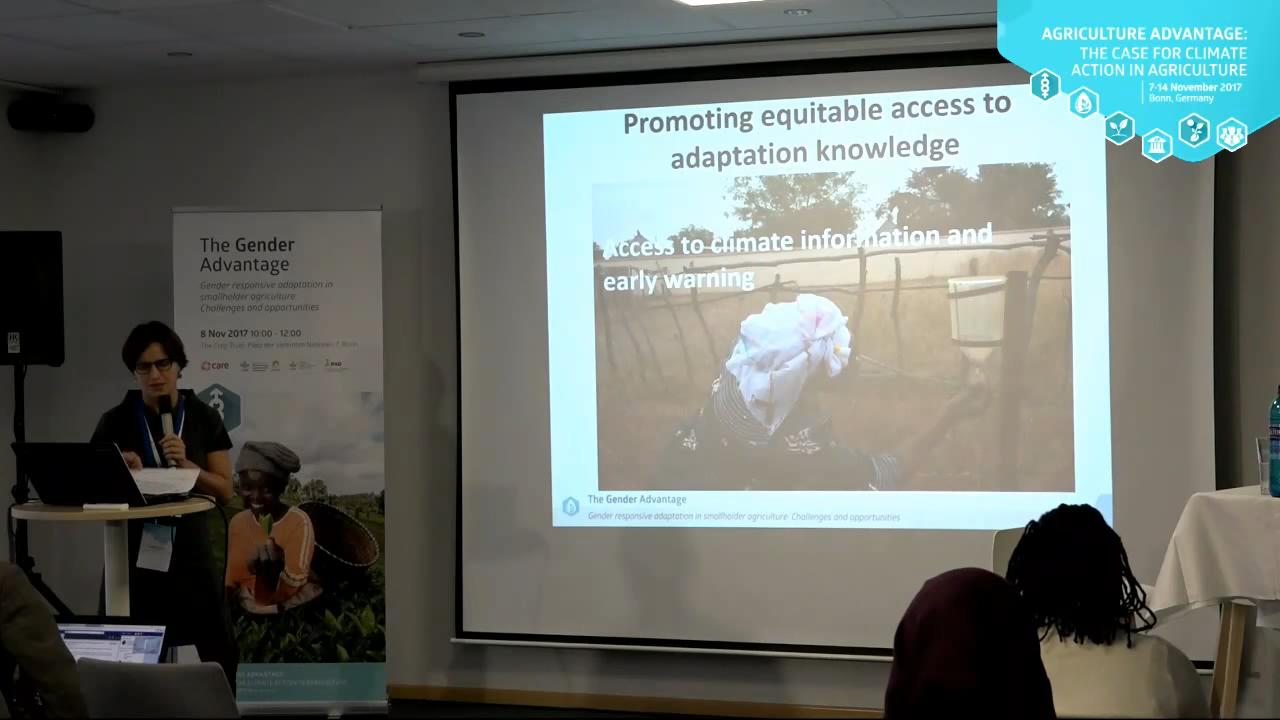 AGRICULTURE ADVANTAGE:
THE CASE FOR CLIMATE
ACTION IN AGRICULTURE
7-14 November 2017
Bonn, Germany
Promoting equitable access to
adaptation knowledge
Access to climate information and
early warning
The Gender Advantage
Gender responsive adaptation in smallholder agriculture: Challenges and opportunities
The Gender
Advantage
Gender responsive adaptation in
smallholder agriculture:
Challenges and opportunities
8 Nov 2017 10:00 - 12:00
care